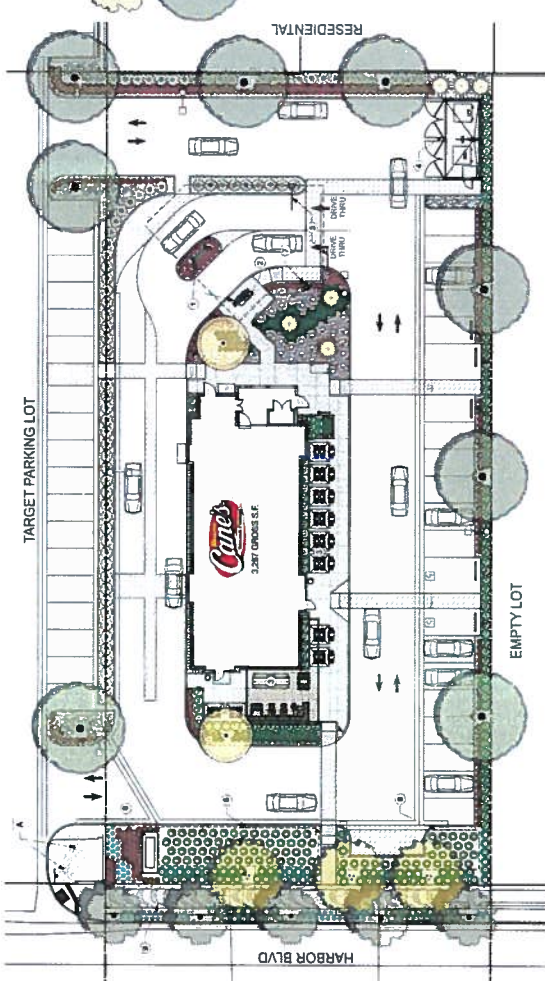 RESEDIENTAL
DRIVE
THRU
DRIVE
THRU
TARGET PARKING LOT
Cane's
3,267 GROSS S.F.
EMPTY LOT
A
HARBOR BLVD